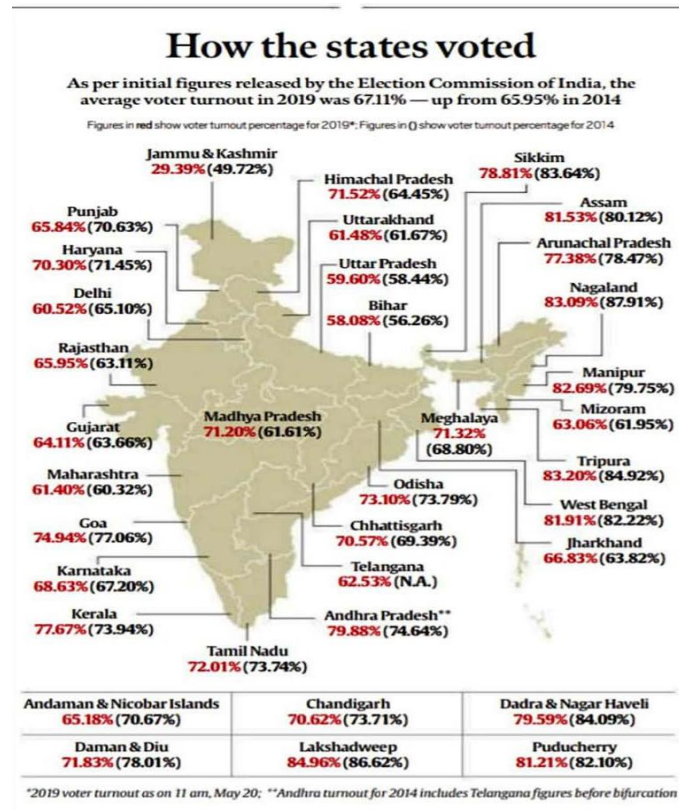 How the states voted
As per initial figures released by the Election Commission of India, the
average voter turnout in 2019 was 67.11% — up from 65.95% in 2014
Figures in red show voter turnout percentage for 2019*; Figures in () show voter turnout percentage for 2014
Jammu & Kashmir
29.39% (49.72%)
Himachal Pradesh
71.52% (64.45%)
Sikkim
78.81% (83.64%)
Punjab
65.84% (70.63%)
Uttarakhand
61.48% (61.67%)
Assam
81.53% (80.12%)
Haryana
70.30% (71.45%)
Uttar Pradesh
59.60% (58.44%)
Arunachal Pradesh
77.38% (78.47%)
Delhi
60.52% (65.10%)
Bihar
58.08% (56.26%)
Nagaland
83.09% (87.91%)
Rajasthan
65.95% (63.11%)
Manipur
82.69% (79.75%)
Gujarat
64.11% (63.66%)
Madhya Pradesh
71.20% (61.61%)
Meghalaya
71.32%
(68.80%)
Mizoram
63.06% (61.95%)
Maharashtra
61.40% (60.32%)
Odisha
73.10% (73.79%)
Tripura
83.20% (84.92%)
Goa
74.94% (77.06%)
Chhattisgarh
70.57% (69.39%)
West Bengal
81.91% (82.22%)
Karnataka
68.63% (67.20%)
Telangana
62.53% (N.A.)
Jharkhand
66.83% (63.82%)
Kerala
77.67% (73.94%)
Andhra Pradesh**
79.88% (74.64%)
Tamil Nadu
72.01% (73.74%)
Andaman & Nicobar Islands
65.18% (70.67%)
Chandigarh
70.62% (73.71%)
Dadra & Nagar Haveli
79.59% (84.09%)
Daman & Diu
71.83% (78.01%)
Lakshadweep
84.96% (86.62%)
Puducherry
81.21% (82.10%)
*2019 voter turnout as on 11 am, May 20; **Andhra turnout for 2014 includes Telangana figures before bifurcation